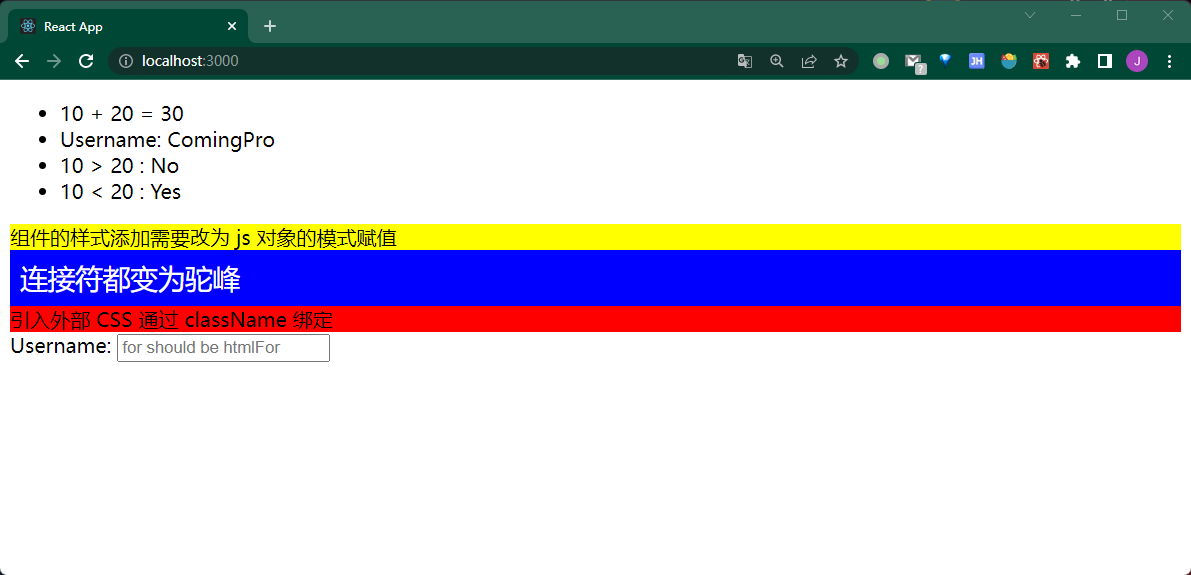 React App
localhost:3000
JH
?
J
10 + 20 = 30
Username: ComingPro
10 > 20 : No
10 < 20 : Yes
组件的样式添加需要改为 js 对象的模式赋值
连接符都变为驼峰
引入外部 CSS 通过 className 绑定
Username: for should be htmlFor